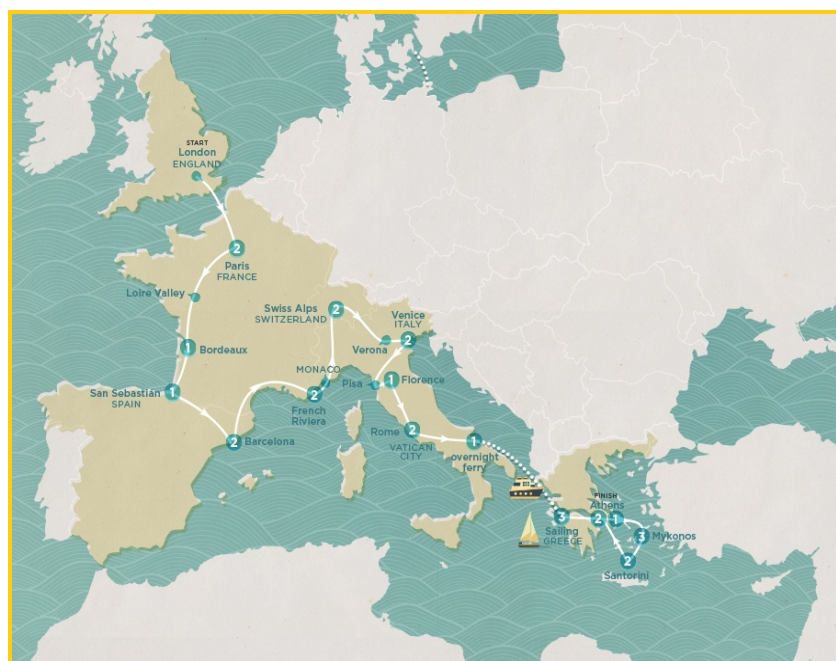 START
London
ENGLAND
2
Paris
FRANCE
Loire Valley
1
Bordeaux
San Sebastián
SPAIN
1
2
Barcelona
2
French
Riviera
MONACO
Swiss Alps
SWITZERLAND
2
Verona
Venice
ITALY
2
Pisa
1
Florence
Rome
2
VATICAN
CITY
1
overnight
ferry
3
Sailing
GREECE
2
Santorini
2
3
Mykonos
1
FINISH
Athens